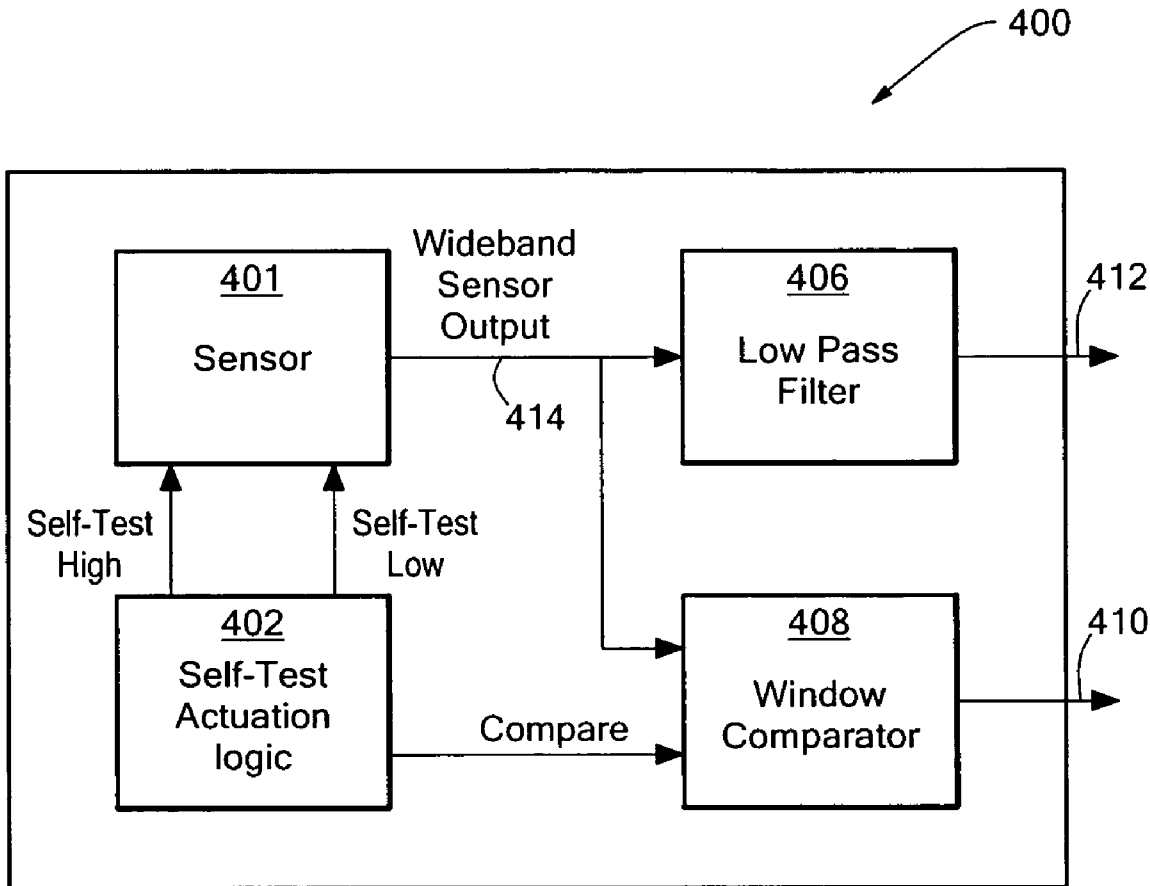 400
401
Sensor
Wideband
Sensor
Output
414
406
Low Pass
Filter
412
Self-Test
High
Self-Test
Low
402
Self-Test
Actuation
logic
Compare
408
Window
Comparator
410